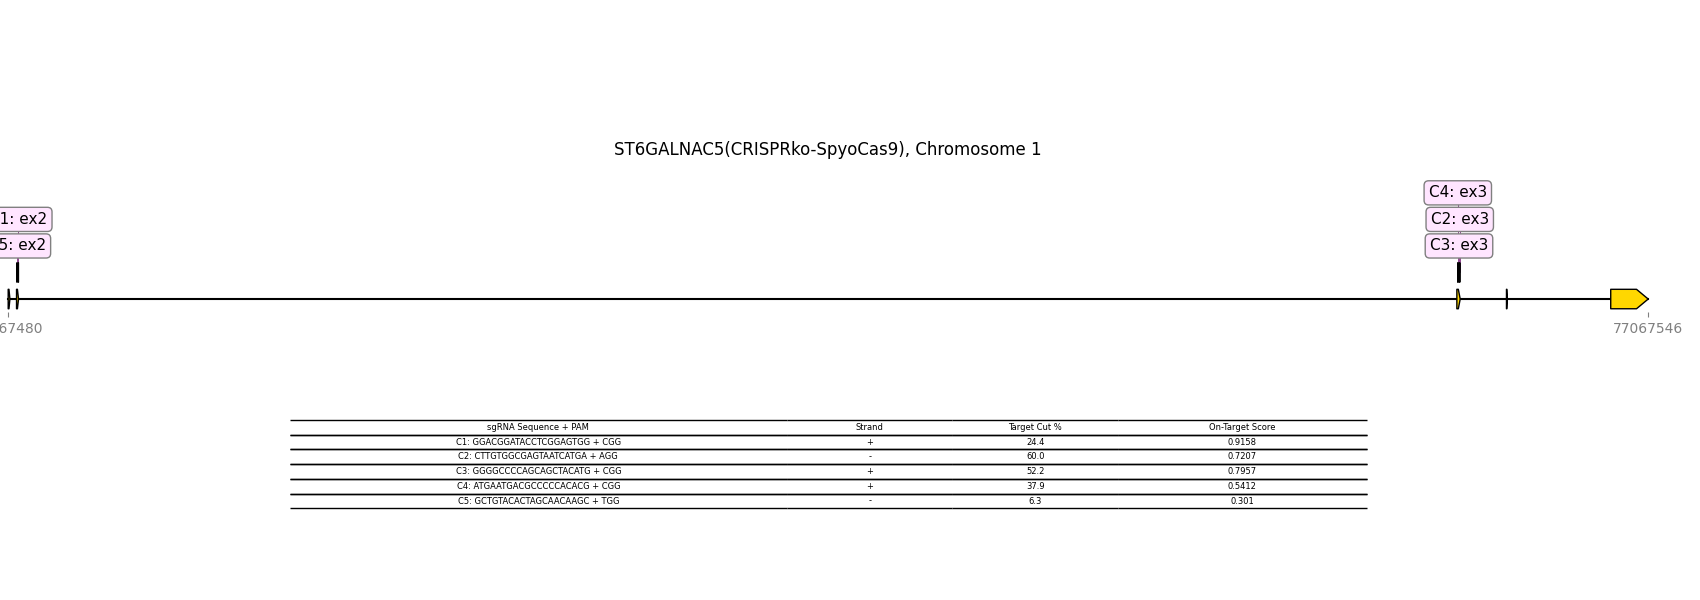 ST6GALNAC5(CRISPRko-SpyoCas9), Chromosome 1
C4: ex3
1: ex2
C2: ex3
5: ex2
C3: ex3
67480
77067546
sgRNA Sequence + PAM Strand Target Cut % On-Target Score
C1: GGACGGATACCTCGGAGTGG + CGG + 24.4 0.9158
C2: CTTGTGGCGAGTAATCATGA + AGG - 60.0 0.7207
C3: GGGGCCCCAGCAGCTACATG + CGG + 52.2 0.7957
C4: ATGAATGACGCCCCCACACG + CGG + 37.9 0.5412
C5: GCTGTACACTAGCAACAAGC + TGG - 6.3 0.301